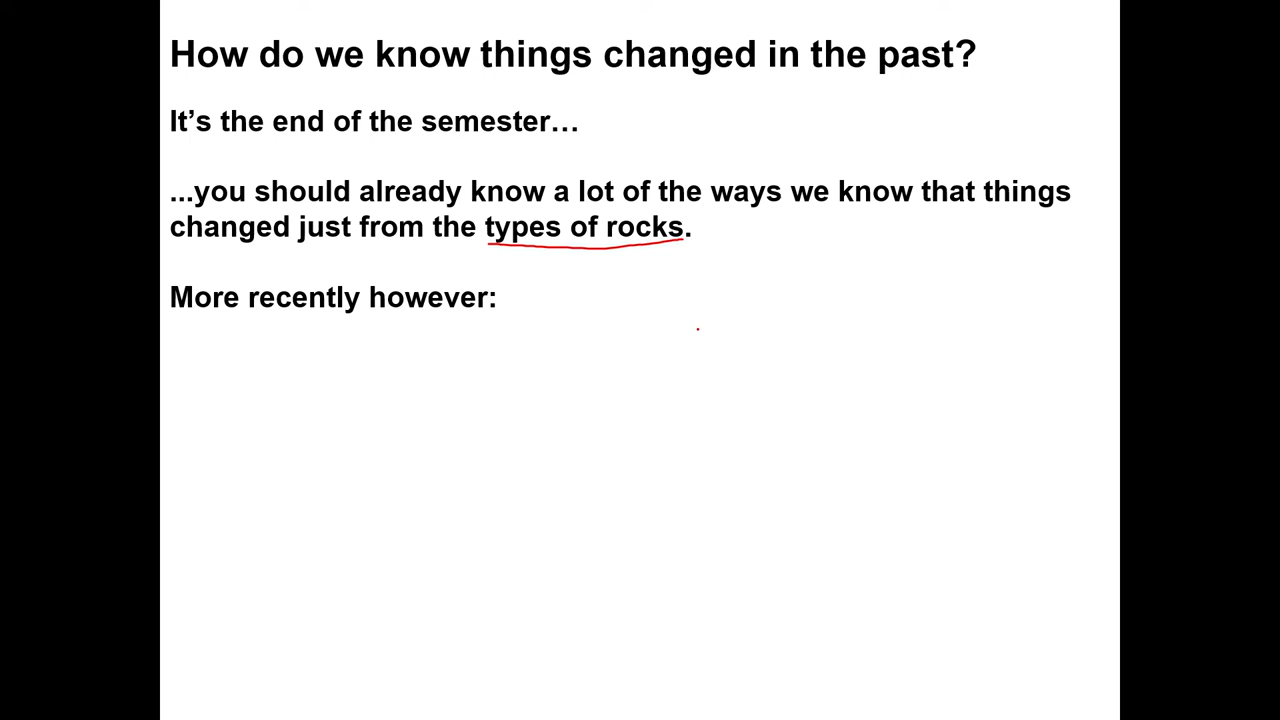 How do we know things changed in the past?
It’s the end of the semester…
...you should already know a lot of the ways we know that things
changed just from the types of rocks.
More recently however: